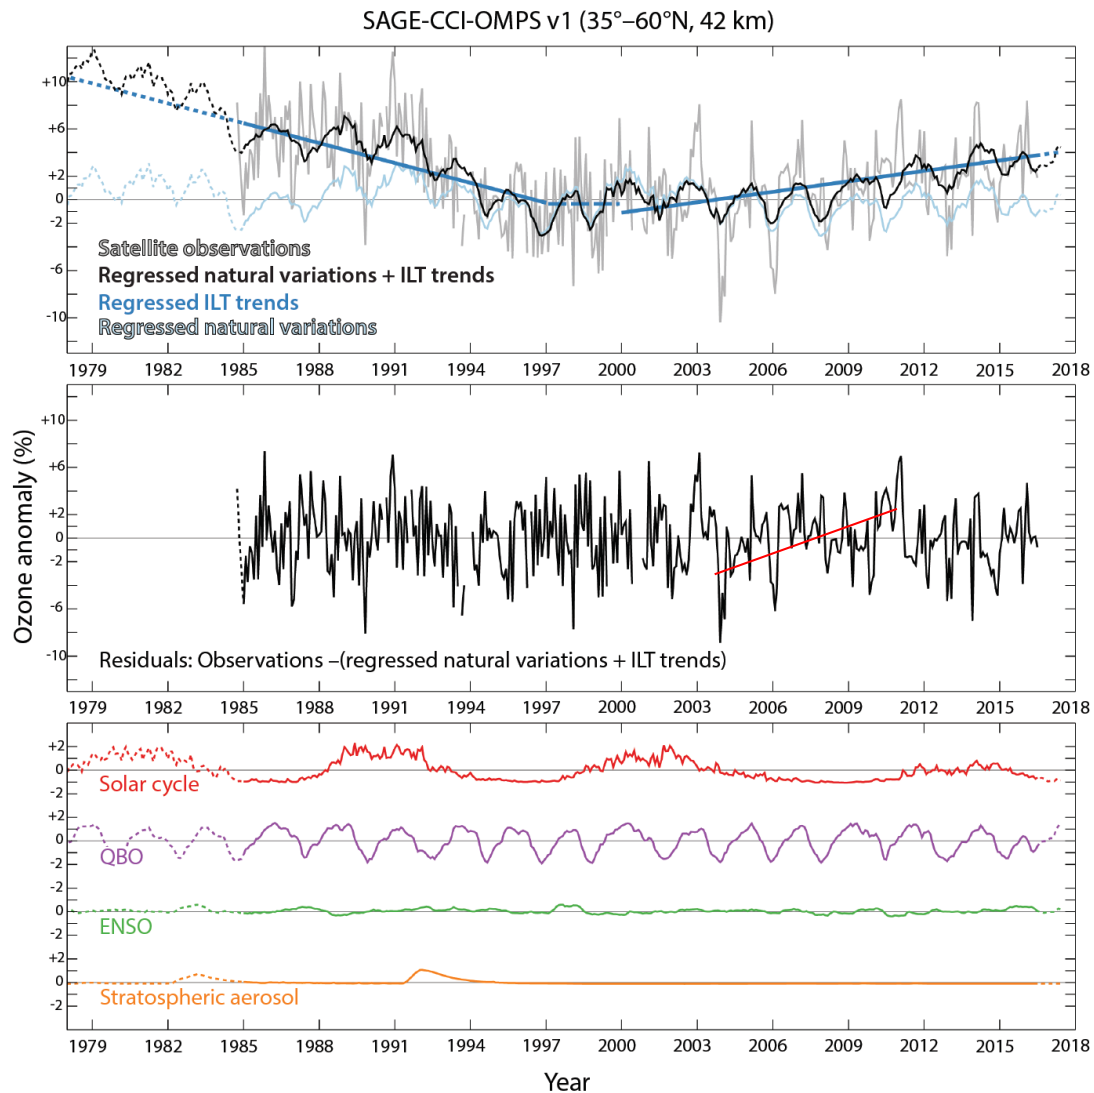 SAGE-CCI-OMPS v1 (35°–60°N, 42 km)
+10
+6
+2
0
-2
-6
-10
Satellite observations
Regressed natural variations + ILT trends
Regressed ILT trends
Regressed natural variations
1979 1982 1985 1988 1991 1994 1997 2000 2003 2006 2009 2012 2015 2018
Ozone anomaly (%)
+10
+6
+2
0
-2
-6
-10
Residuals: Observations –(regressed natural variations + ILT trends)
1979 1982 1985 1988 1991 1994 1997 2000 2003 2006 2009 2012 2015 2018
+2
0
Solar cycle
-2
+2
0
QBO
-2
-2
0
ENSO
-2
+2
0
Stratospheric aerosol
-2
1979 1982 1985 1988 1991 1994 1997 2000 2003 2006 2009 2012 2015 2018
Year